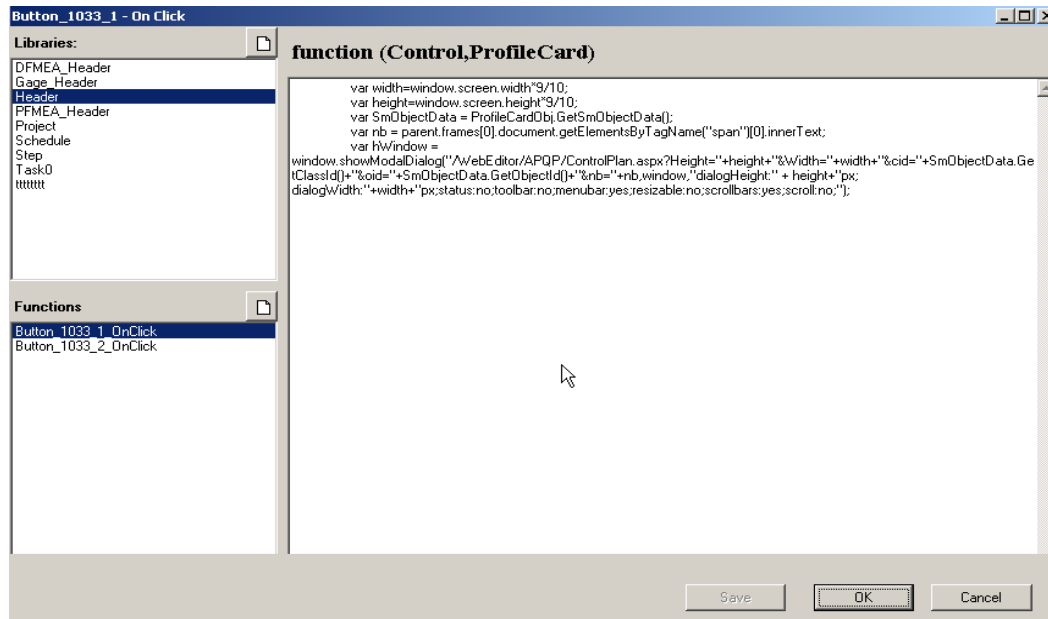 Button_1033_1 - On Click
Libraries:
DFMEA_Header
Gage_Header
Header
PFMEA_Header
Project
Schedule
Step
Task0
tttttttt
Functions
Button_1033_1_OnClick
Button_1033_2_OnClick
function (Control,ProfileCard)
var width=window.screen.width*9/10;
var height=window.screen.height*9/10;
var SmObjectData = ProfileCardObj.GetSmObjectData();
var nb = parent.frames[0].document.getElementsByTagName("span")[0].innerText;
var hWindow =
window.showModalDialog("/WebEditor/APQP/ControlPlan.aspx?Height="+height+"&Width="+width+"&cid="+SmObjectData.Ge
tClassId()+"&oid="+SmObjectData.GetObjectId()+"&nb="+nb,window,"dialogHeight:" + height+"px;
dialogWidth:"+width+"px;status:no;toolbar:no;menubar:yes;resizable:no;scrollbars:yes;scroll:no;");
Save
OK
Cancel